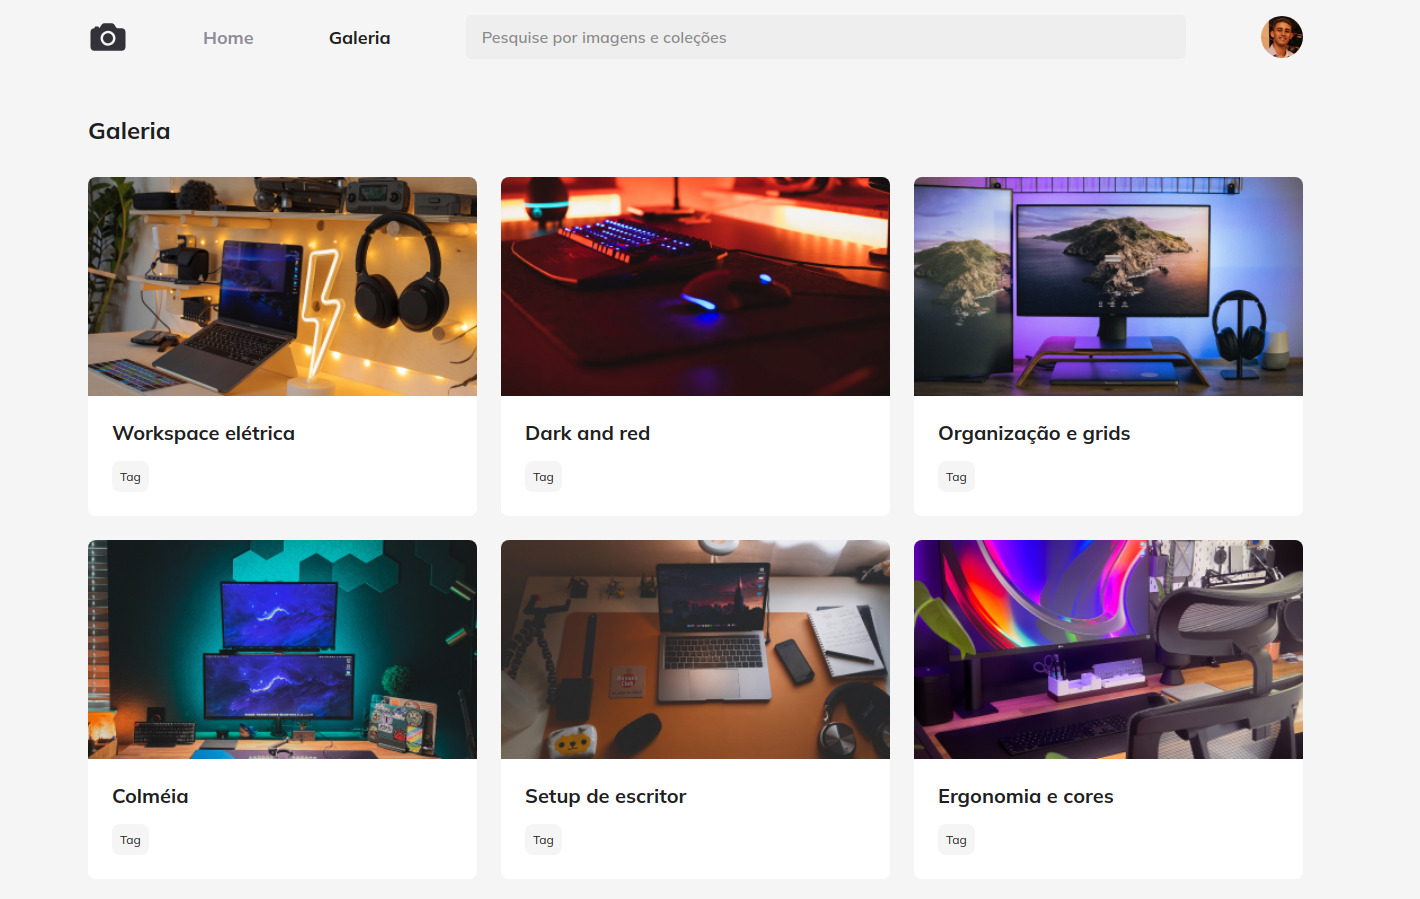 Home
Galeria
Pesquise por imagens e coleções
Galeria
Workspace elétrica
Dark and red
Organização e grids
Tag
Tag
Tag
Colméia
Setup de escritor
Ergonomia e cores
Tag
Tag
Tag